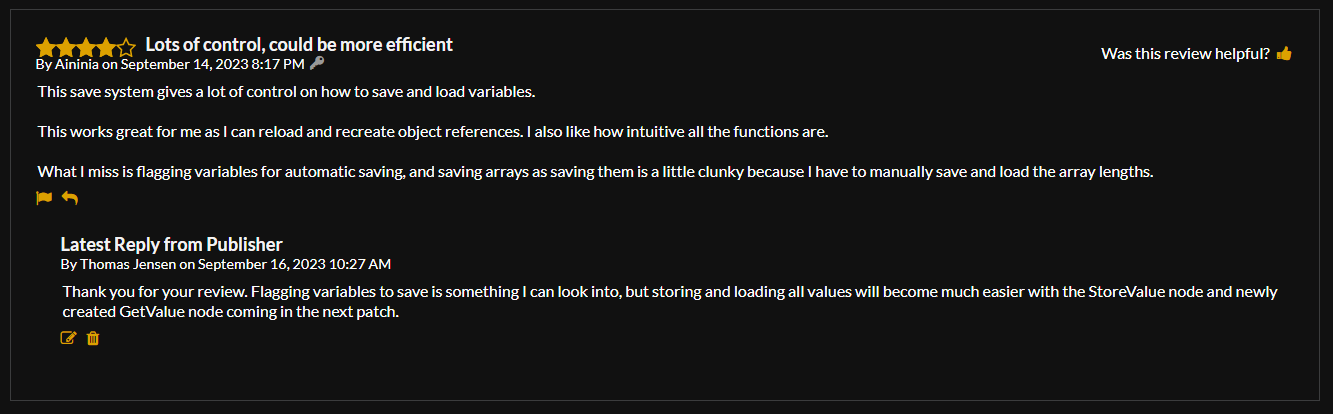 Lots of control, could be more efficient
Was this review helpful?
By Aininia on September 14, 2023 8:17 PM
This save system gives a lot of control on how to save and load variables.
This works great for me as I can reload and recreate object references. I also like how intuitive all the functions are.
What I miss is flagging variables for automatic saving, and saving arrays as saving them is a little clunky because I have to manually save and load the array lengths.
Latest Reply from Publisher
By Thomas Jensen on September 16, 2023 10:27 AM
Thank you for your review. Flagging variables to save is something I can look into, but storing and loading all values will become much easier with the StoreValue node and newly
created GetValue node coming in the next patch.